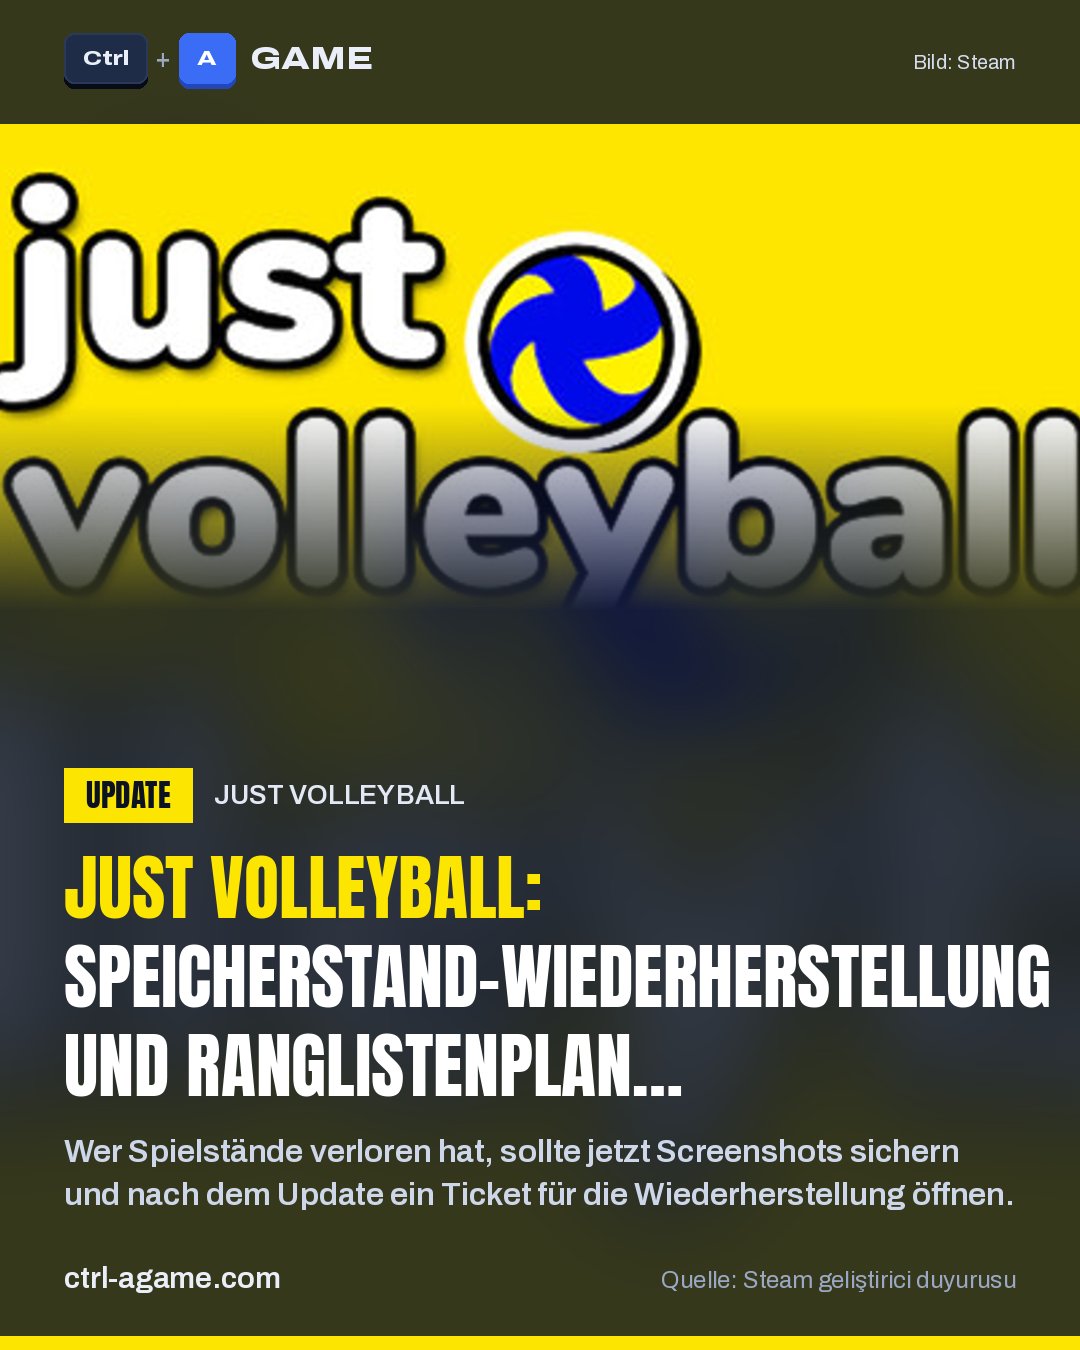 Ctrl + A GAME
Bild: Steam
just
volleyball
UPDATE JUST VOLLEYBALL
JUST VOLLEYBALL:
SPEICHERSTAND-WIEDERHERSTELLUNG
UND RANGLISTENPLAN...
Wer Spielstände verloren hat, sollte jetzt Screenshots sichern
und nach dem Update ein Ticket für die Wiederherstellung öffnen.
ctrl-agame.com
Quelle: Steam geliştirici duyurusu